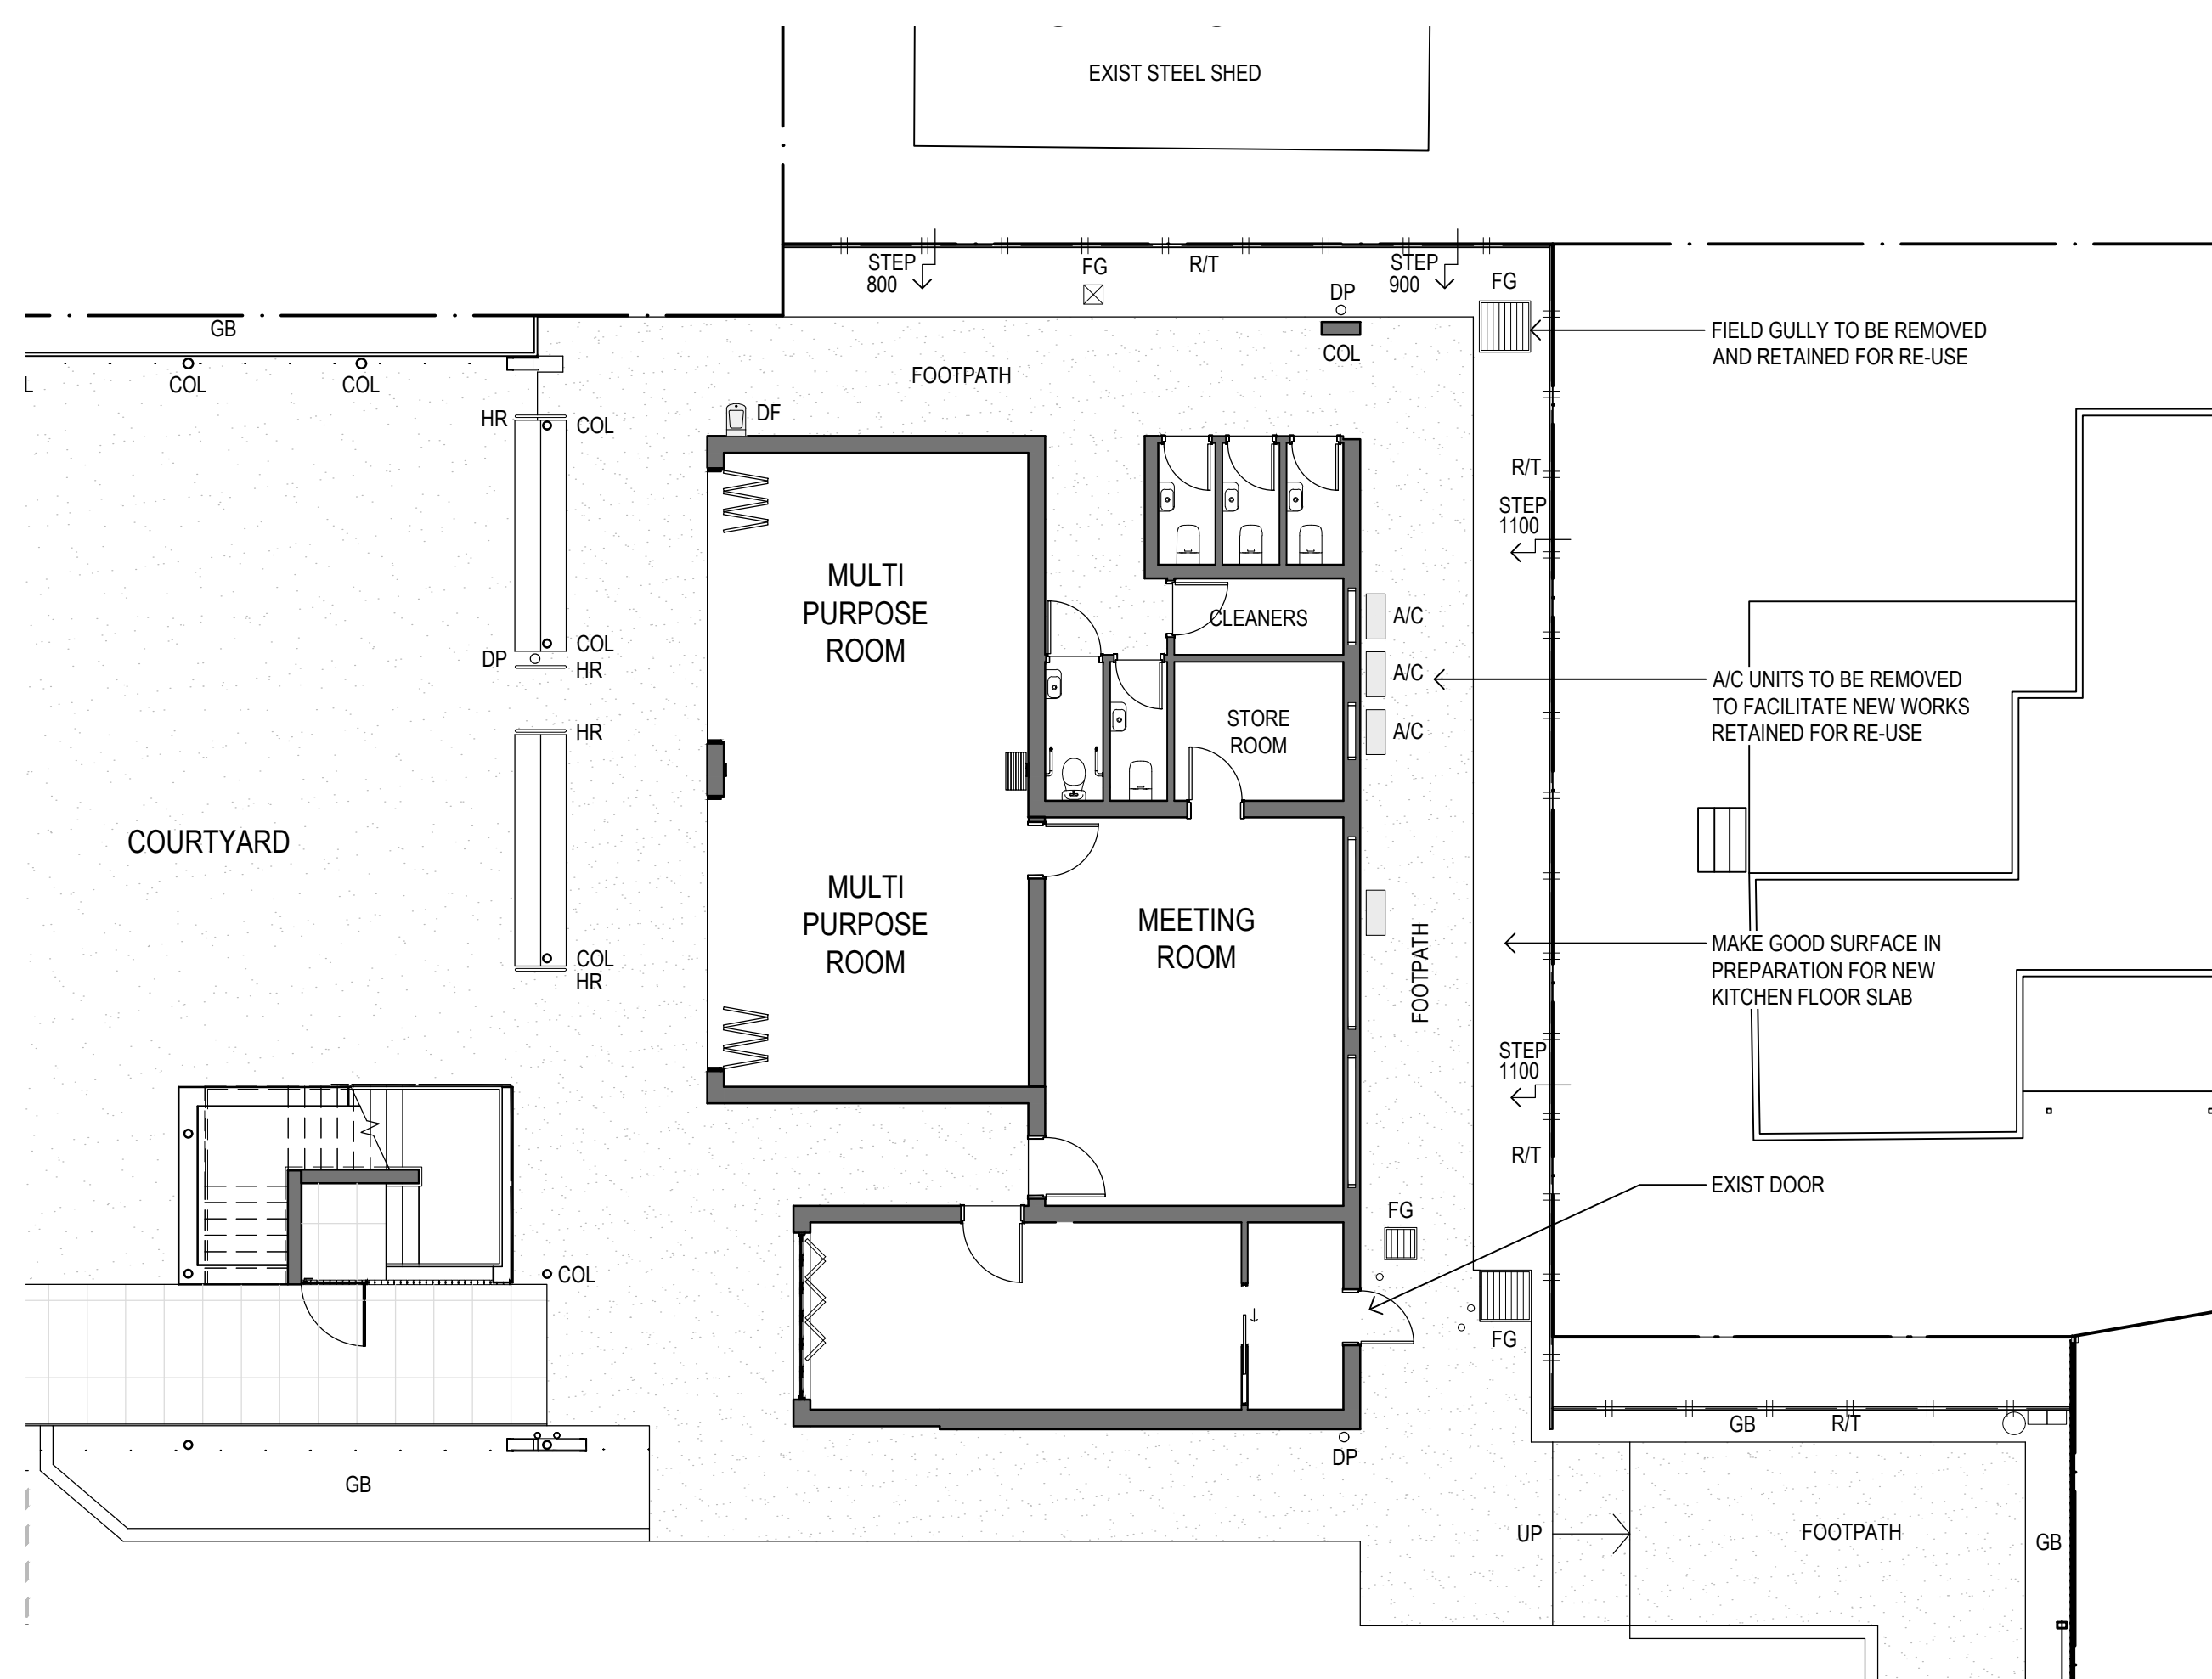 EXIST STEEL SHED
STEP
800
FG
R/T
STEP
900
FG
DP
COL
GB
COL
COL
L
FOOTPATH
FIELD GULLY TO BE REMOVED
AND RETAINED FOR RE-USE
HR
COL
DF
R/T
STEP
1100
MULTI
PURPOSE
ROOM
CLEANERS
A/C
A/C
A/C
COL
DP
HR
HR
STORE
ROOM
A/C UNITS TO BE REMOVED
TO FACILITATE NEW WORKS
RETAINED FOR RE-USE
COURTYARD
MULTI
PURPOSE
ROOM
MEETING
ROOM
FOOTPATH
MAKE GOOD SURFACE IN
PREPARATION FOR NEW
KITCHEN FLOOR SLAB
COL
HR
STEP
1100
R/T
EXIST DOOR
FG
COL
FG
GB
R/T
DP
GB
UP
FOOTPATH
GB